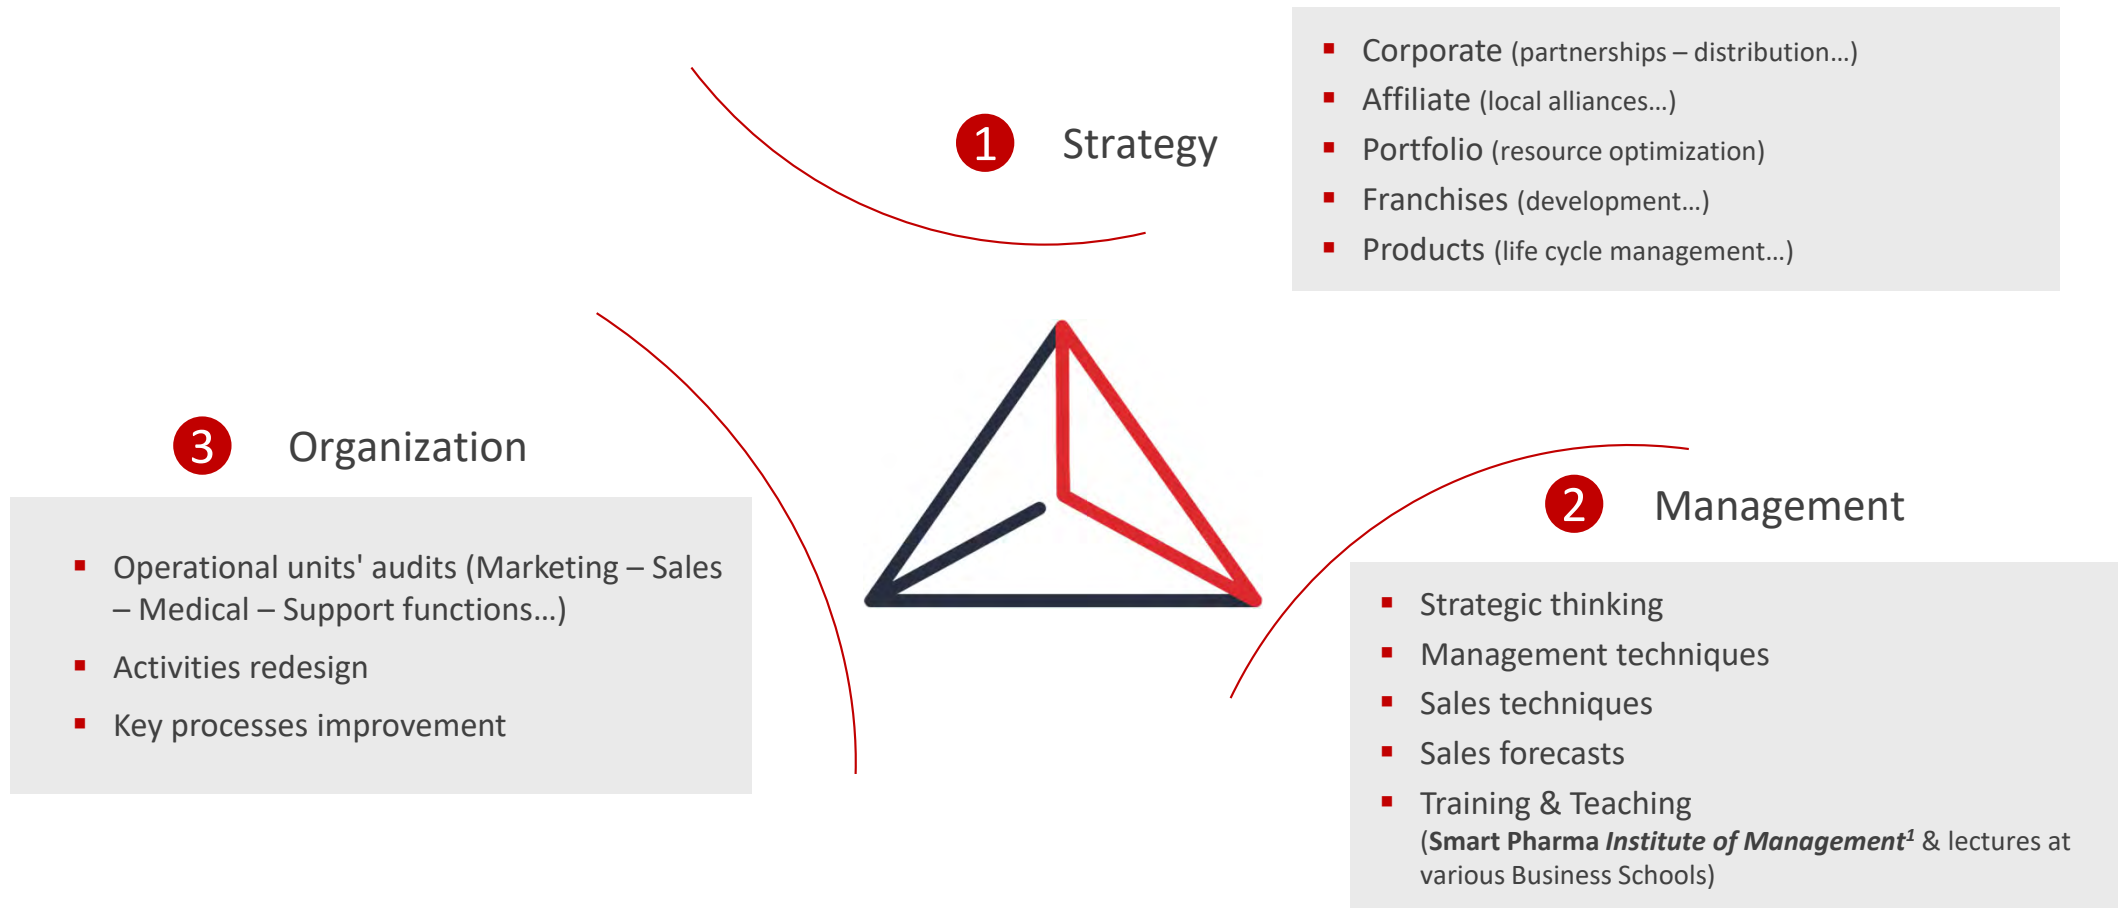 1 Strategy
▪ Corporate (partnerships – distribution…)
▪ Affiliate (local alliances…)
▪ Portfolio (resource optimization)
▪ Franchises (development…)
▪ Products (life cycle management…)
3 Organization
▪ Operational units' audits (Marketing – Sales
– Medical – Support functions…)
▪ Activities redesign
▪ Key processes improvement
2 Management
▪ Strategic thinking
▪ Management techniques
▪ Sales techniques
▪ Sales forecasts
▪ Training & Teaching
(Smart Pharma Institute of Management¹ & lectures at
various Business Schools)